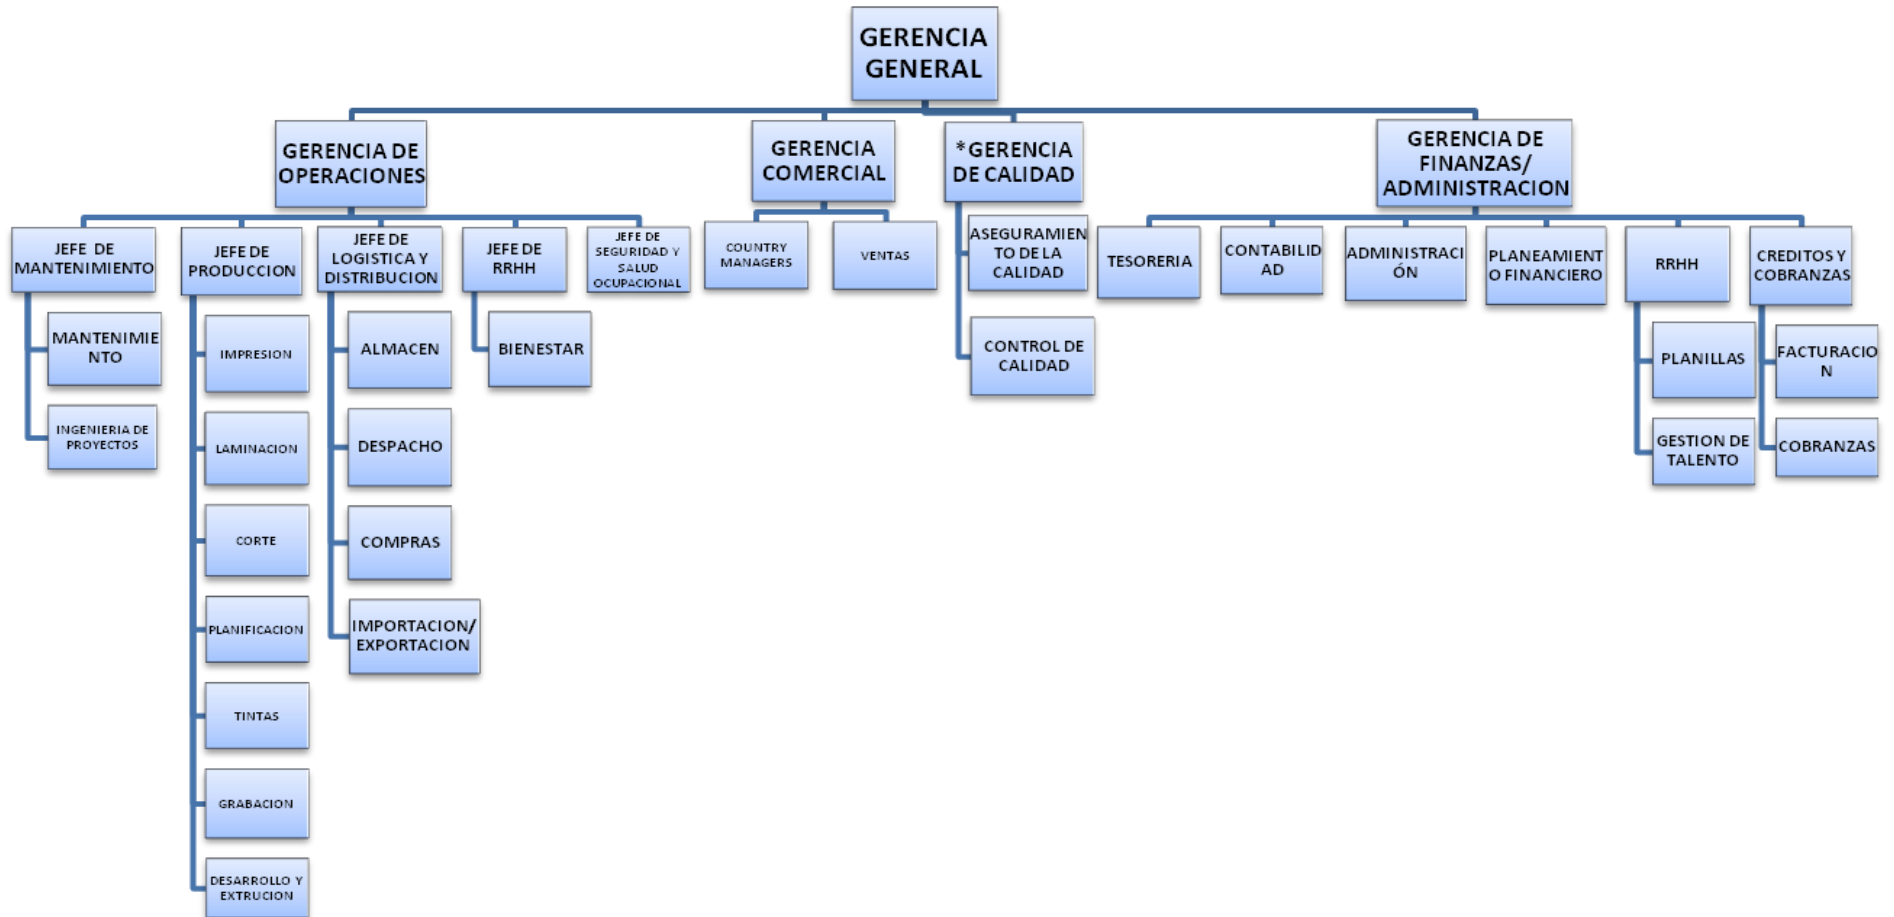 GERENCIA
GENERAL
GERENCIA DE
OPERACIONES
GERENCIA
COMERCIAL
*GERENCIA
DE CALIDAD
GERENCIA DE
FINANZAS/
ADMINISTRACION
JEFE DE
MANTENIMIENTO
JEFE DE
PRODUCCION
JEFE DE
LOGISTICA Y
DISTRIBUCION
JEFE DE
RRHH
JEFE DE
SEGURIDAD Y
SALUD
OCUPACIONAL
COUNTRY
MANAGERS
VENTAS
ASEGURAMIEN
TO DE LA
CALIDAD
TESORERIA
CONTABILID
AD
ADMINISTRACI
ÓN
PLANEAMIENT
O FINANCIERO
RRHH
CREDITOS Y
COBRANZAS
MANTENIMIE
NTO
INGENIERIA DE
PROYECTOS
IMPRESION
LAMINACION
CORTE
PLANIFICACION
TINTAS
GRABACION
DESARROLLO Y
EXTRUCION
ALMACEN
DESPACHO
COMPRAS
IMPORTACION/
EXPORTACION
BIENESTAR
CONTROL DE
CALIDAD
PLANILLAS
GESTION DE
TALENTO
FACTURACIO
N
COBRANZAS